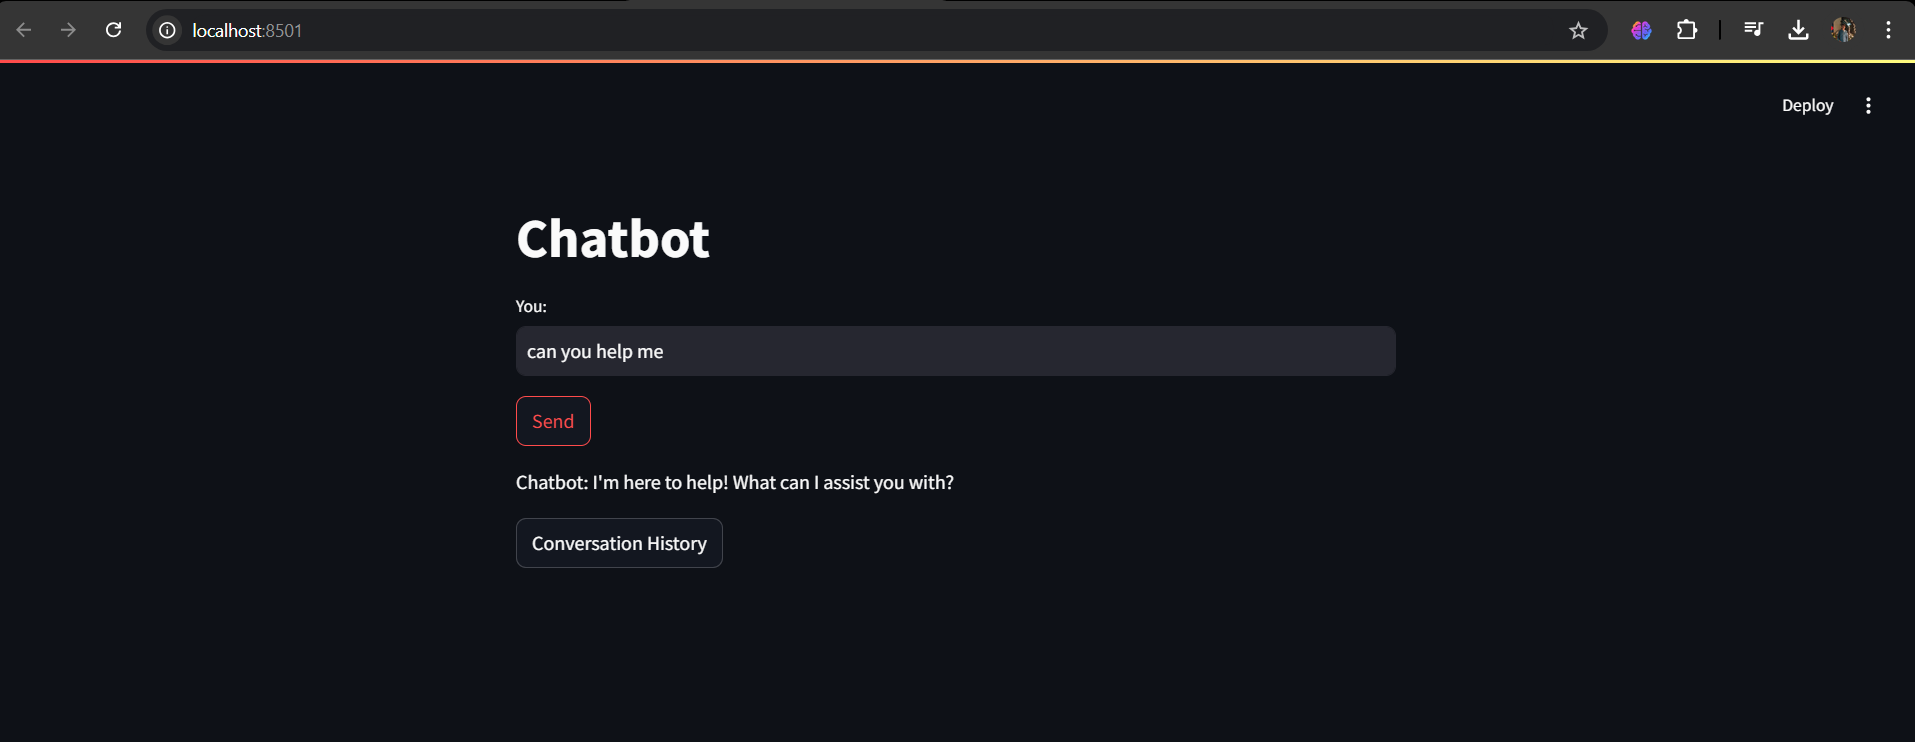 localhost:8501
Deploy
Chatbot
You:
can you help me
Send
Chatbot: I'm here to help! What can I assist you with?
Conversation History